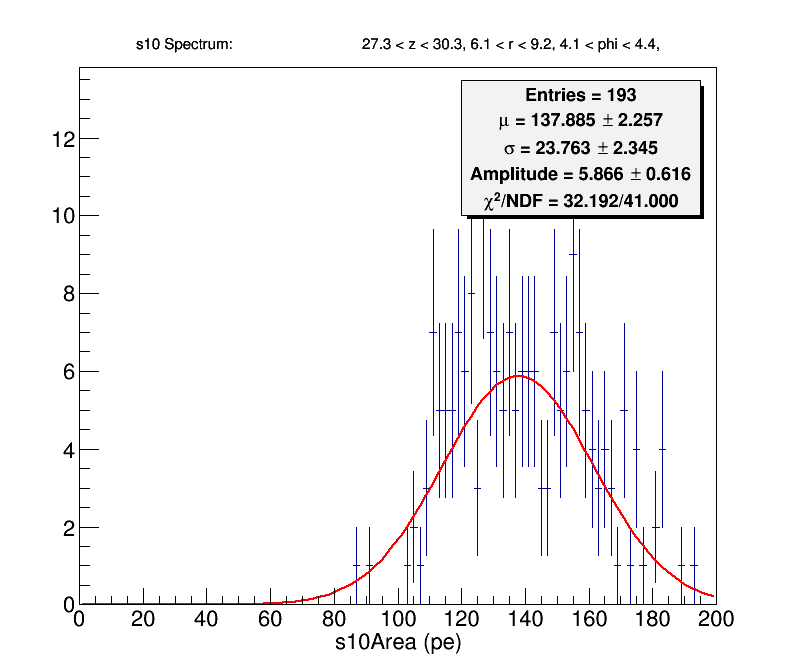 s10 Spectrum: 27.3 < z < 30.3, 6.1 < r < 9.2, 4.1 < phi < 4.4,
Entries = 193
μ = 137.885 ± 2.257
σ = 23.763 ± 2.345
Amplitude = 5.866 ± 0.616
χ²/NDF = 32.192/41.000
12
10
8
6
4
2
0
0 20 40 60 80 100 120 140 160 180 200
s10Area (pe)